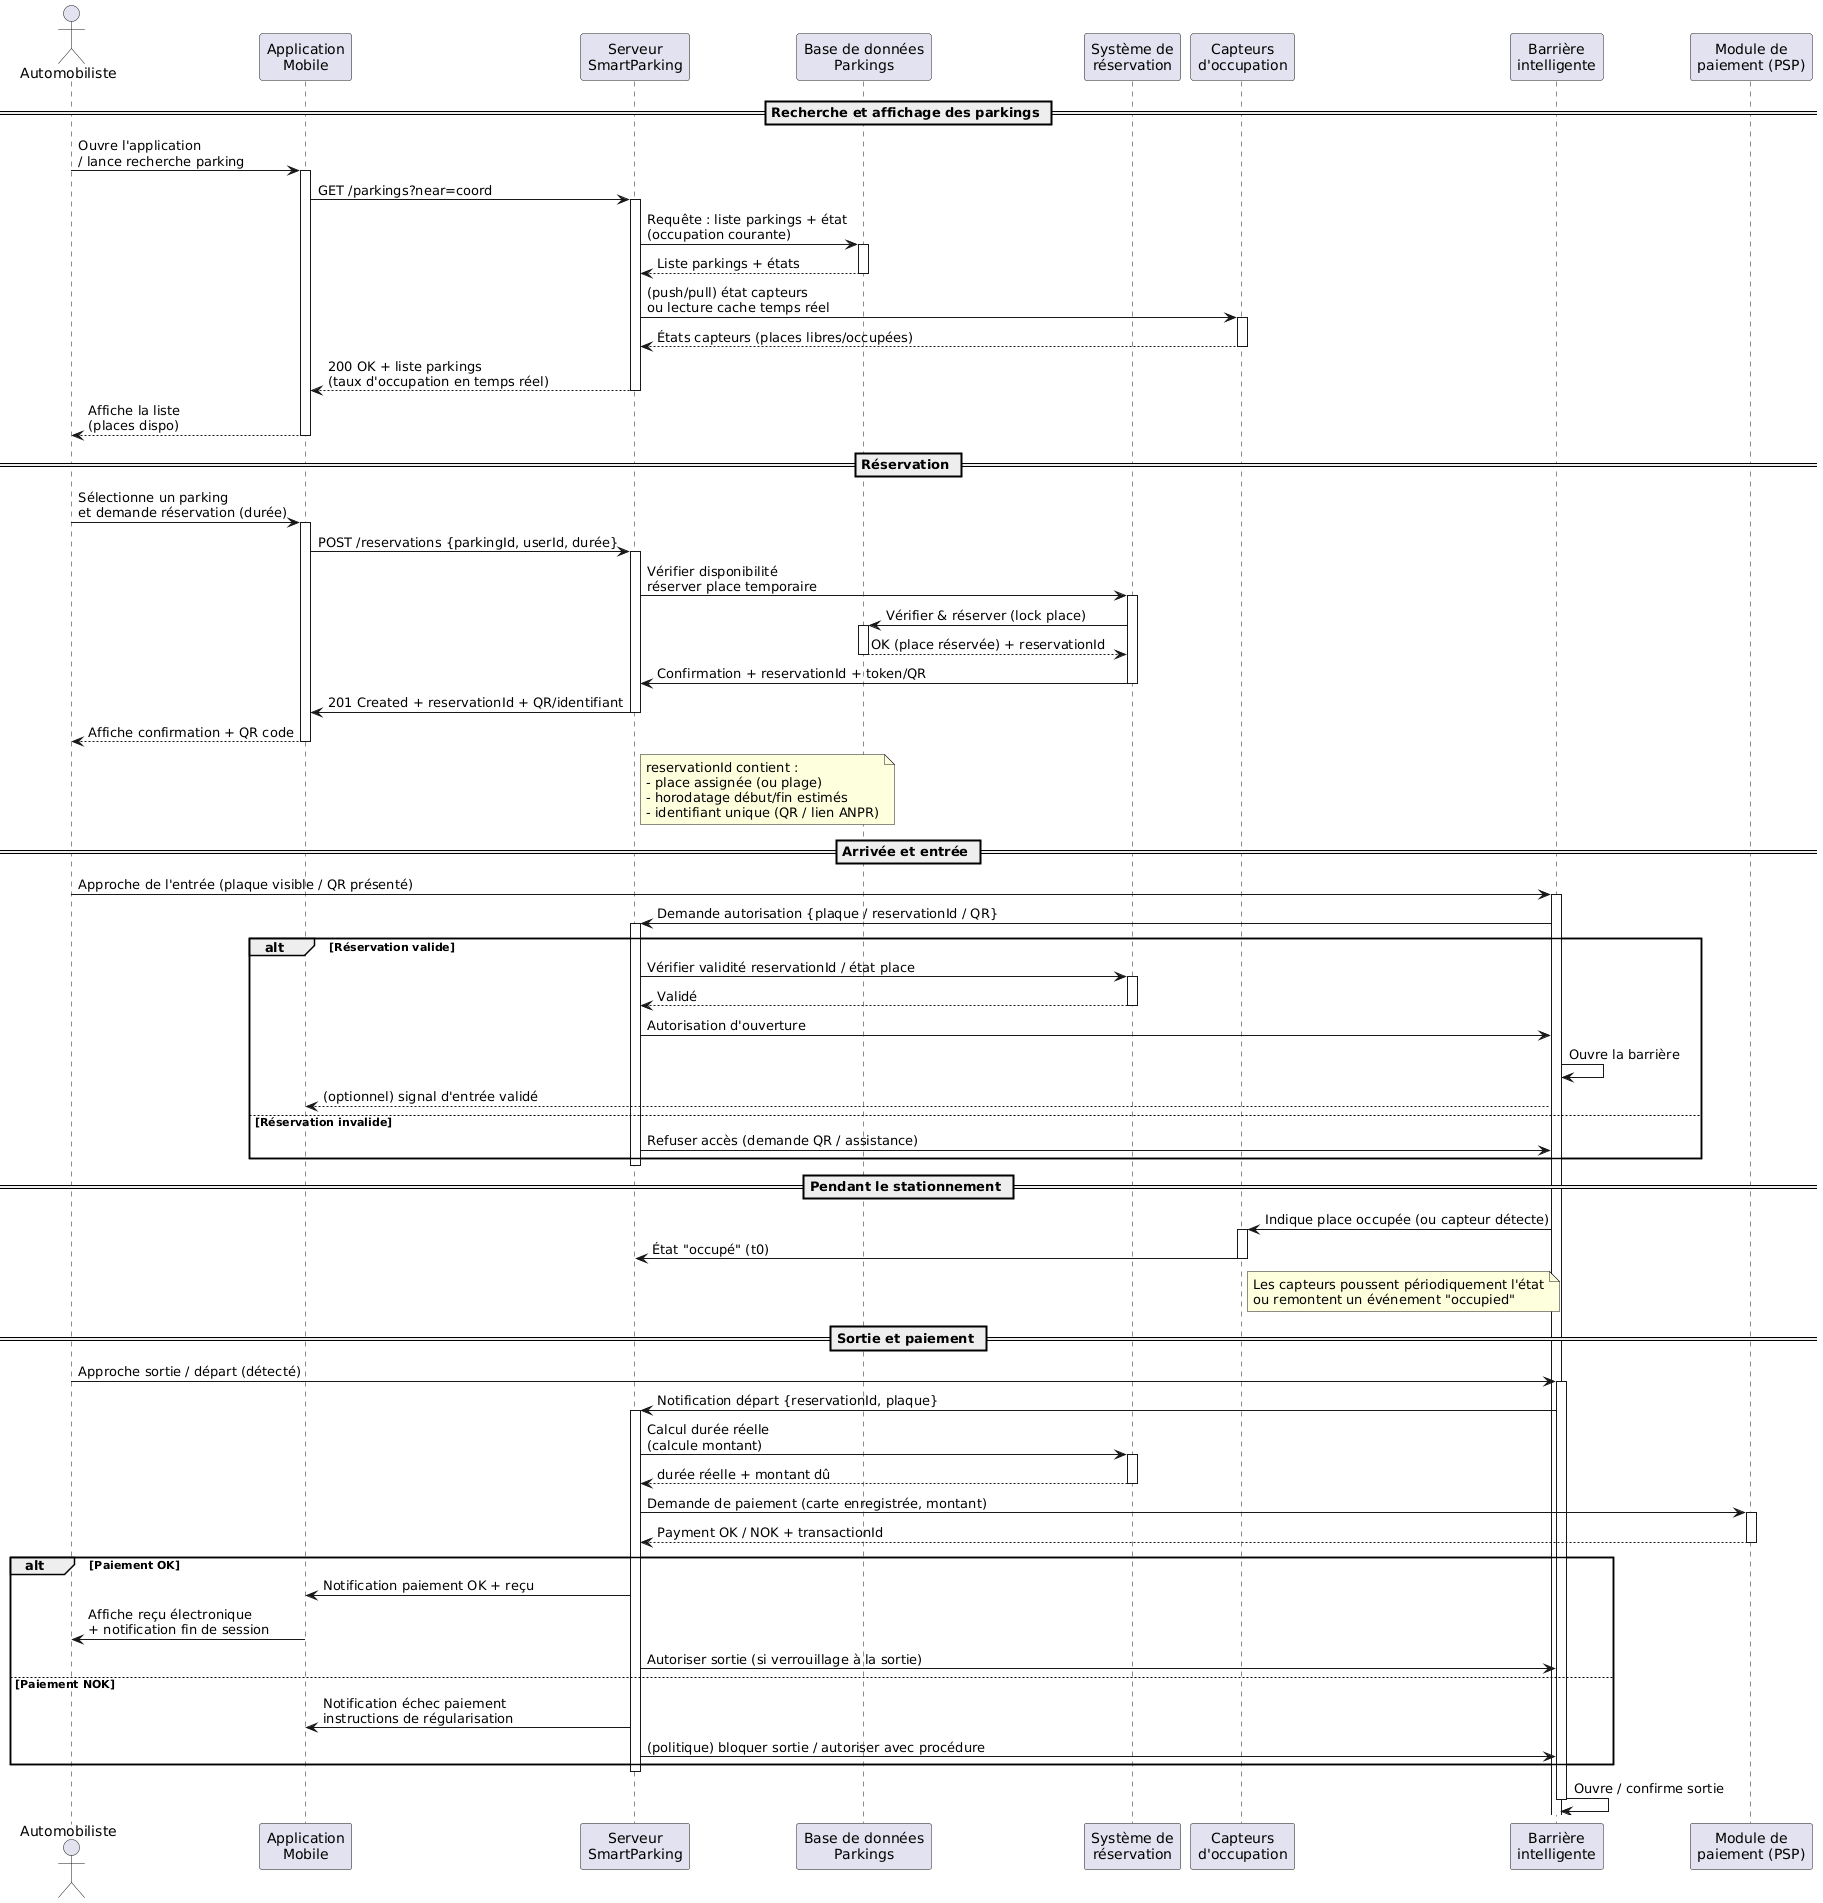 Automobiliste
Application
Mobile
Serveur
SmartParking
Base de données
Parkings
Système de
réservation
Capteurs
d'occupation
Barrière
intelligente
Module de
paiement (PSP)
Recherche et affichage des parkings
Ouvre l'application
/ lance recherche parking
GET /parkings?near=coord
Requête : liste parkings + état
(occupation courante)
Liste parkings + états
(push/pull) état capteurs
ou lecture cache temps réel
États capteurs (places libres/occupées)
200 OK + liste parkings
(taux d'occupation en temps réel)
Affiche la liste
(places dispo)
Réservation
Sélectionne un parking
et demande réservation (durée)
POST /reservations {parkingId, userId, durée}
Vérifier disponibilité
réserver place temporaire
Vérifier & réserver (lock place)
OK (place réservée) + reservationId
Confirmation + reservationId + token/QR
201 Created + reservationId + QR/identifiant
Affiche confirmation + QR code
reservationId contient :
- place assignée (ou plage)
- horodatage début/fin estimés
- identifiant unique (QR / lien ANPR)
Arrivée et entrée
Approche de l'entrée (plaque visible / QR présenté)
Demande autorisation {plaque / reservationId / QR}
alt [Réservation valide]
Vérifier validité reservationId / état place
Validé
Autorisation d'ouverture
Ouvre la barrière
(optionnel) signal d'entrée validé
[Réservation invalide]
Refuser accès (demande QR / assistance)
Pendant le stationnement
Indique place occupée (ou capteur détecte)
État "occupé" (t0)
Les capteurs poussent périodiquement l'état
ou remontent un événement "occupied"
Sortie et paiement
Approche sortie / départ (détecté)
Notification départ {reservationId, plaque}
Calcul durée réelle
(calcule montant)
durée réelle + montant dû
Demande de paiement (carte enregistrée, montant)
Payment OK / NOK + transactionId
alt [Paiement OK]
Notification paiement OK + reçu
Affiche reçu électronique
+ notification fin de session
Autoriser sortie (si verrouillage à la sortie)
[Paiement NOK]
Notification échec paiement
instructions de régularisation
(politique) bloquer sortie / autoriser avec procédure
Ouvre / confirme sortie
Automobiliste
Application
Mobile
Serveur
SmartParking
Base de données
Parkings
Système de
réservation
Capteurs
d'occupation
Barrière
intelligente
Module de
paiement (PSP)